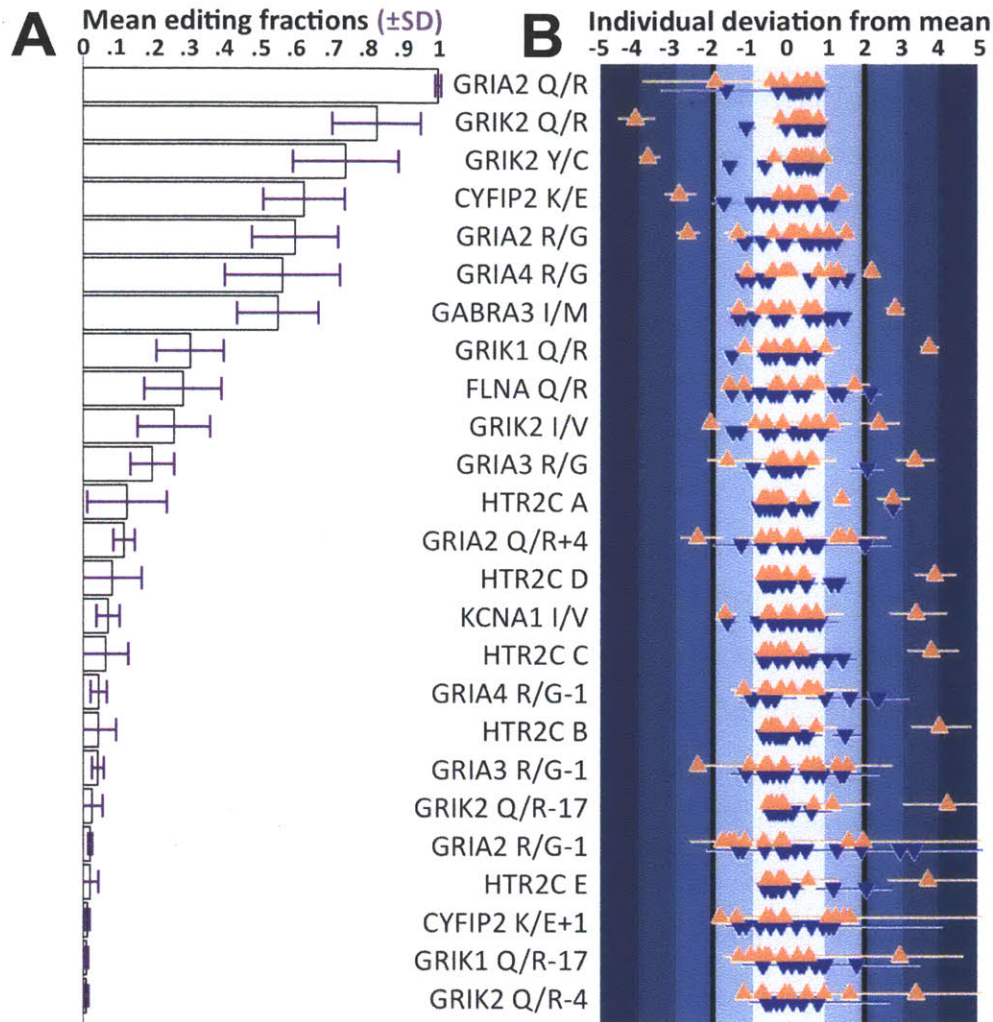 A Mean editing fractions (±SD)
0 .1 .2 .3 .4 .5 .6 .7 .8 .9 1
B Individual deviation from mean
-5 -4 -3 -2 -1 0 1 2 3 4 5
GRIA2 Q/R
GRIK2 Q/R
GRIK2 Y/C
CYFIP2 K/E
GRIA2 R/G
GRIA4 R/G
GABRA3 I/M
GRIK1 Q/R
FLNA Q/R
GRIK2 I/V
GRIA3 R/G
HTR2C A
GRIA2 Q/R+4
HTR2C D
KCNA1 I/V
HTR2C C
GRIA4 R/G-1
HTR2C B
GRIA3 R/G-1
GRIK2 Q/R-17
GRIA2 R/G-1
HTR2C E
CYFIP2 K/E+1
GRIK1 Q/R-17
GRIK2 Q/R-4